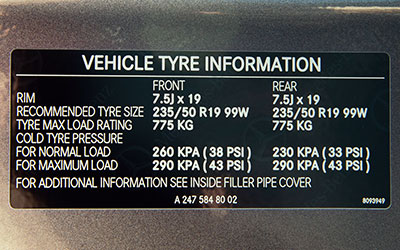 VEHICLE TYRE INFORMATION
FRONT REAR
RIM 7.5J x 19 7.5J x 19
RECOMMENDED TYRE SIZE 235/50 R19 99W 235/50 R19 99W
TYRE MAX LOAD RATING 775 KG 775 KG
COLD TYRE PRESSURE
FOR NORMAL LOAD 260 KPA ( 38 PSI ) 230 KPA ( 33 PSI )
FOR MAXIMUM LOAD 290 KPA ( 43 PSI ) 290 KPA ( 43 PSI )
FOR ADDITIONAL INFORMATION SEE INSIDE FILLER PIPE COVER
A 247 584 80 02 8093949